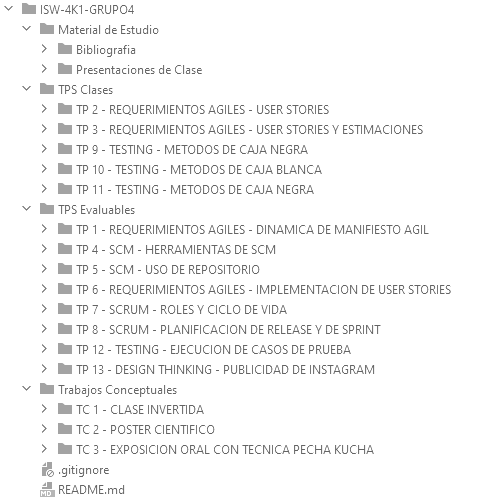 ISW-4K1-GRUPO4
Material de Estudio
Bibliografia
Presentaciones de Clase
TPS Clases
TP 2 - REQUERIMIENTOS AGILES - USER STORIES
TP 3 - REQUERIMIENTOS AGILES - USER STORIES Y ESTIMACIONES
TP 9 - TESTING - METODOS DE CAJA NEGRA
TP 10 - TESTING - METODOS DE CAJA BLANCA
TP 11 - TESTING - METODOS DE CAJA NEGRA
TPS Evaluables
TP 1 - REQUERIMIENTOS AGILES - DINAMICA DE MANIFIESTO AGIL
TP 4 - SCM - HERRAMIENTAS DE SCM
TP 5 - SCM - USO DE REPOSITORIO
TP 6 - REQUERIMIENTOS AGILES - IMPLEMENTACION DE USER STORIES
TP 7 - SCRUM - ROLES Y CICLO DE VIDA
TP 8 - SCRUM - PLANIFICACION DE RELEASE Y DE SPRINT
TP 12 - TESTING - EJECUCION DE CASOS DE PRUEBA
TP 13 - DESIGN THINKING - PUBLICIDAD DE INSTAGRAM
Trabajos Conceptuales
TC 1 - CLASE INVERTIDA
TC 2 - POSTER CIENTIFICO
TC 3 - EXPOSICION ORAL CON TECNICA PECHA KUCHA
.gitignore
README.md